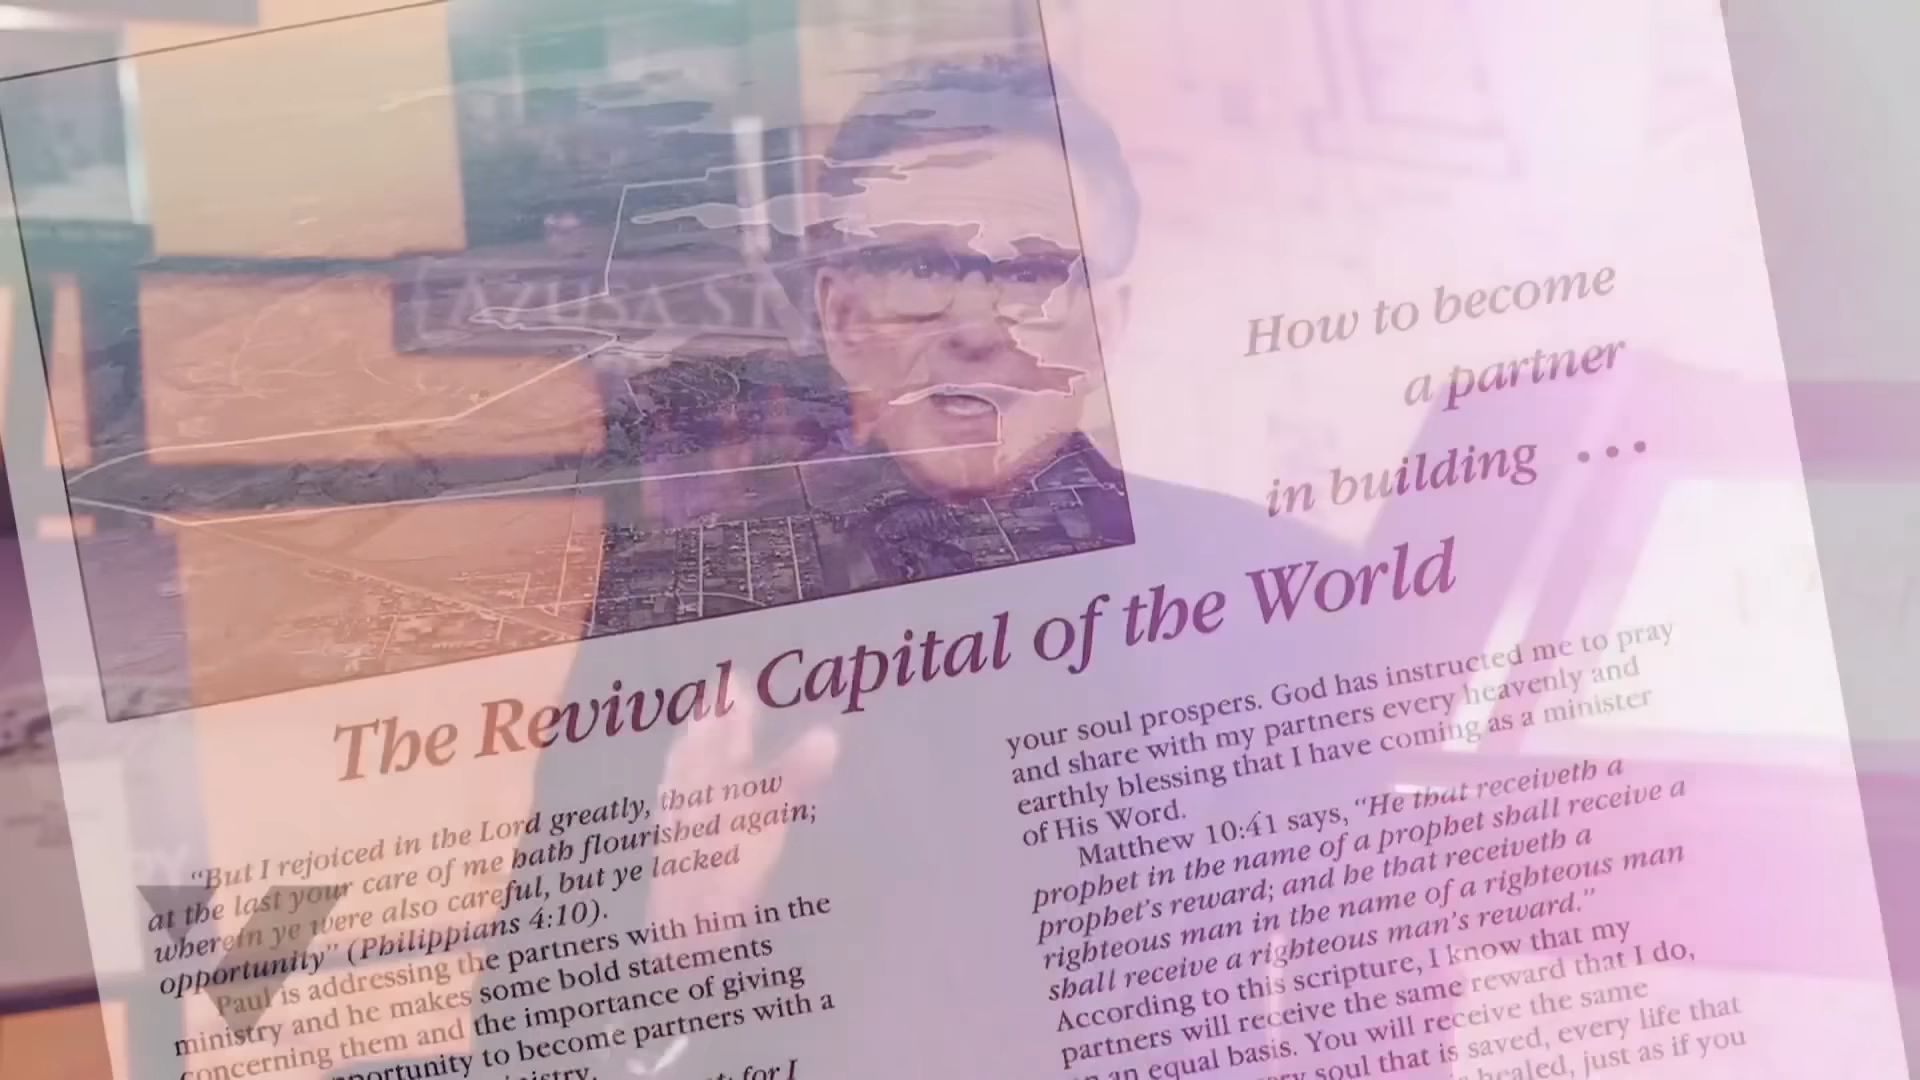 AZUSA ST
How to become
a partner
in building ...
The Revival Capital of the World
"But I rejoiced in the Lord greatly, that now
at the last your care of me hath flourished again;
wherein ye were also careful, but ye lacked
opportunity" (Philippians 4:10).
Paul is addressing the partners with him in the
ministry and he makes some bold statements
concerning them and the importance of giving
opportunity to become partners with a
istry.
for I
your soul prospers. God has instructed me to pray
and share with my partners every heavenly and
earthly blessing that I have coming as a minister
of His Word.
Matthew 10:41 says, "He that receiveth a
prophet in the name of a prophet shall receive a
prophet's reward; and he that receiveth a
righteous man in the name of a righteous man
shall receive a righteous man's reward."
According to this scripture, I know that my
partners will receive the same reward that I do,
an equal basis. You will receive the same
soul that is saved, every life that
healed, just as if you